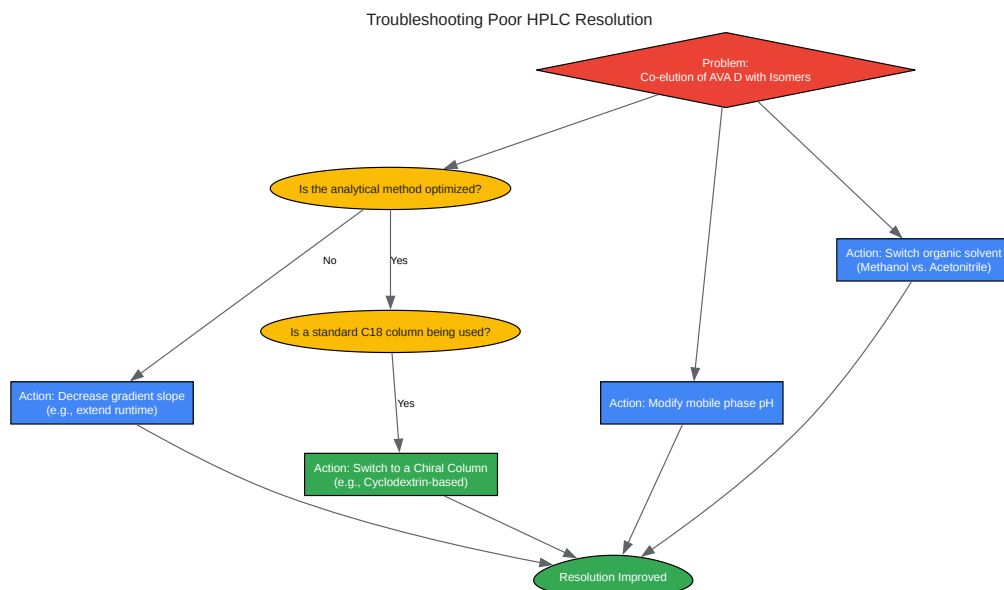 Troubleshooting Poor HPLC Resolution
Problem:
Co-elution of AVA D with Isomers
Is the analytical method optimized?
Action: Switch organic solvent
(Methanol vs. Acetonitrile)
No
Yes
Is a standard C18 column being used?
Action: Decrease gradient slope
(e.g., extend runtime)
Yes
Action: Modify mobile phase pH
Action: Switch to a Chiral Column
(e.g., Cyclodextrin-based)
Resolution Improved